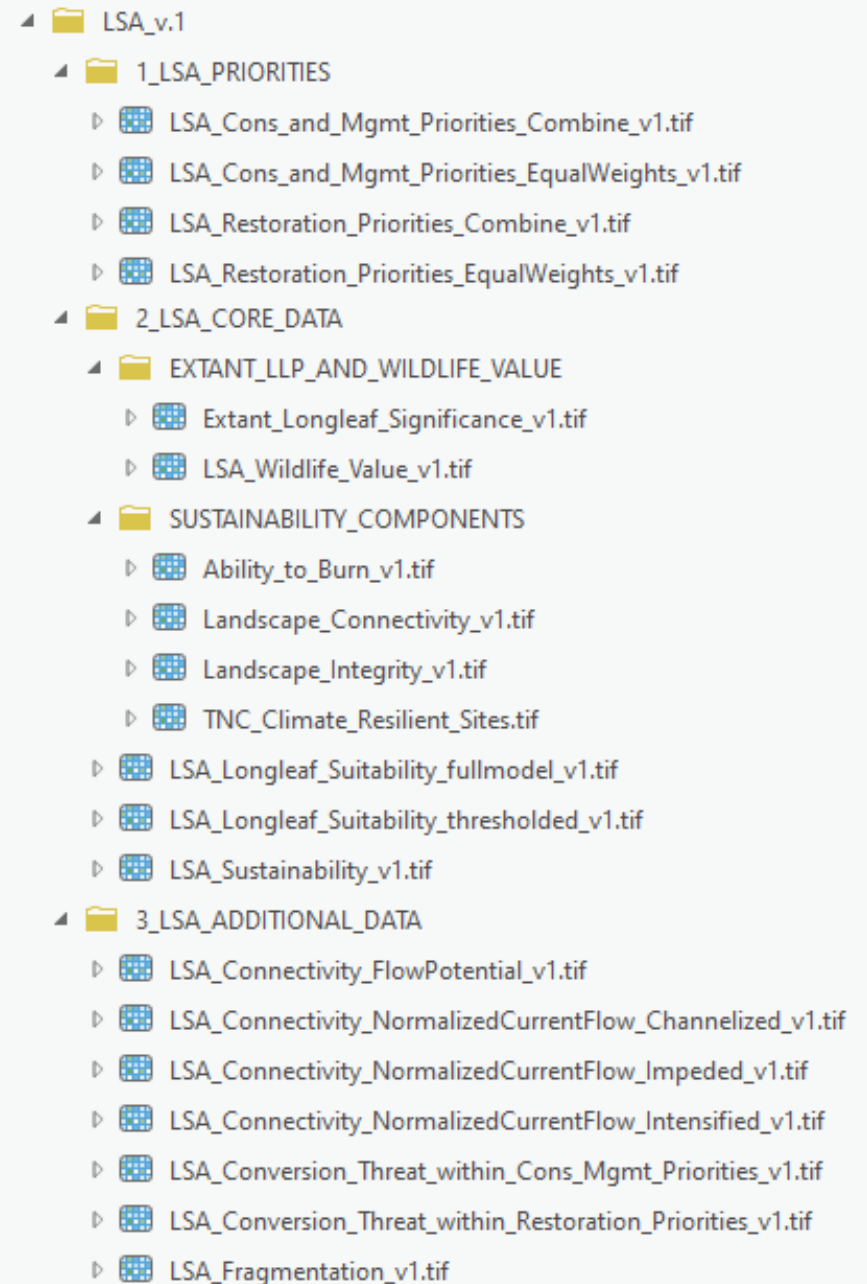 LSA_v.1
1_LSA_PRIORITIES
LSA_Cons_and_Mgmt_Priorities_Combine_v1.tif
LSA_Cons_and_Mgmt_Priorities_EqualWeights_v1.tif
LSA_Restoration_Priorities_Combine_v1.tif
LSA_Restoration_Priorities_EqualWeights_v1.tif
2_LSA_CORE_DATA
EXTANT_LLP_AND_WILDLIFE_VALUE
Extant_Longleaf_Significance_v1.tif
LSA_Wildlife_Value_v1.tif
SUSTAINABILITY_COMPONENTS
Ability_to_Burn_v1.tif
Landscape_Connectivity_v1.tif
Landscape_Integrity_v1.tif
TNC_Climate_Resilient_Sites.tif
LSA_Longleaf_Suitability_fullmodel_v1.tif
LSA_Longleaf_Suitability_thresholded_v1.tif
LSA_Sustainability_v1.tif
3_LSA_ADDITIONAL_DATA
LSA_Connectivity_FlowPotential_v1.tif
LSA_Connectivity_NormalizedCurrentFlow_Channelized_v1.tif
LSA_Connectivity_NormalizedCurrentFlow_Impeded_v1.tif
LSA_Connectivity_NormalizedCurrentFlow_Intensified_v1.tif
LSA_Conversion_Threat_within_Cons_Mgmt_Priorities_v1.tif
LSA_Conversion_Threat_within_Restoration_Priorities_v1.tif
LSA_Fragmentation_v1.tif